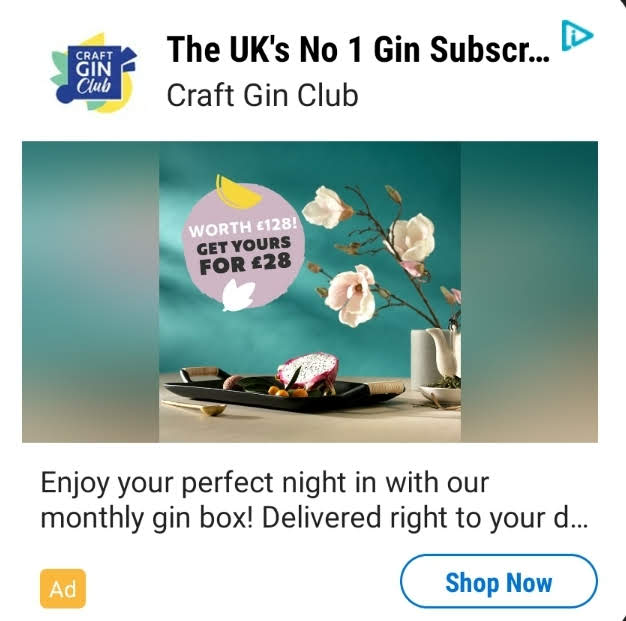 CRAFT
GIN
Club
The UK's No 1 Gin Subscr...
Craft Gin Club
WORTH £128!
GET YOURS
FOR £28
Enjoy your perfect night in with our
monthly gin box! Delivered right to your d...
Ad
Shop Now